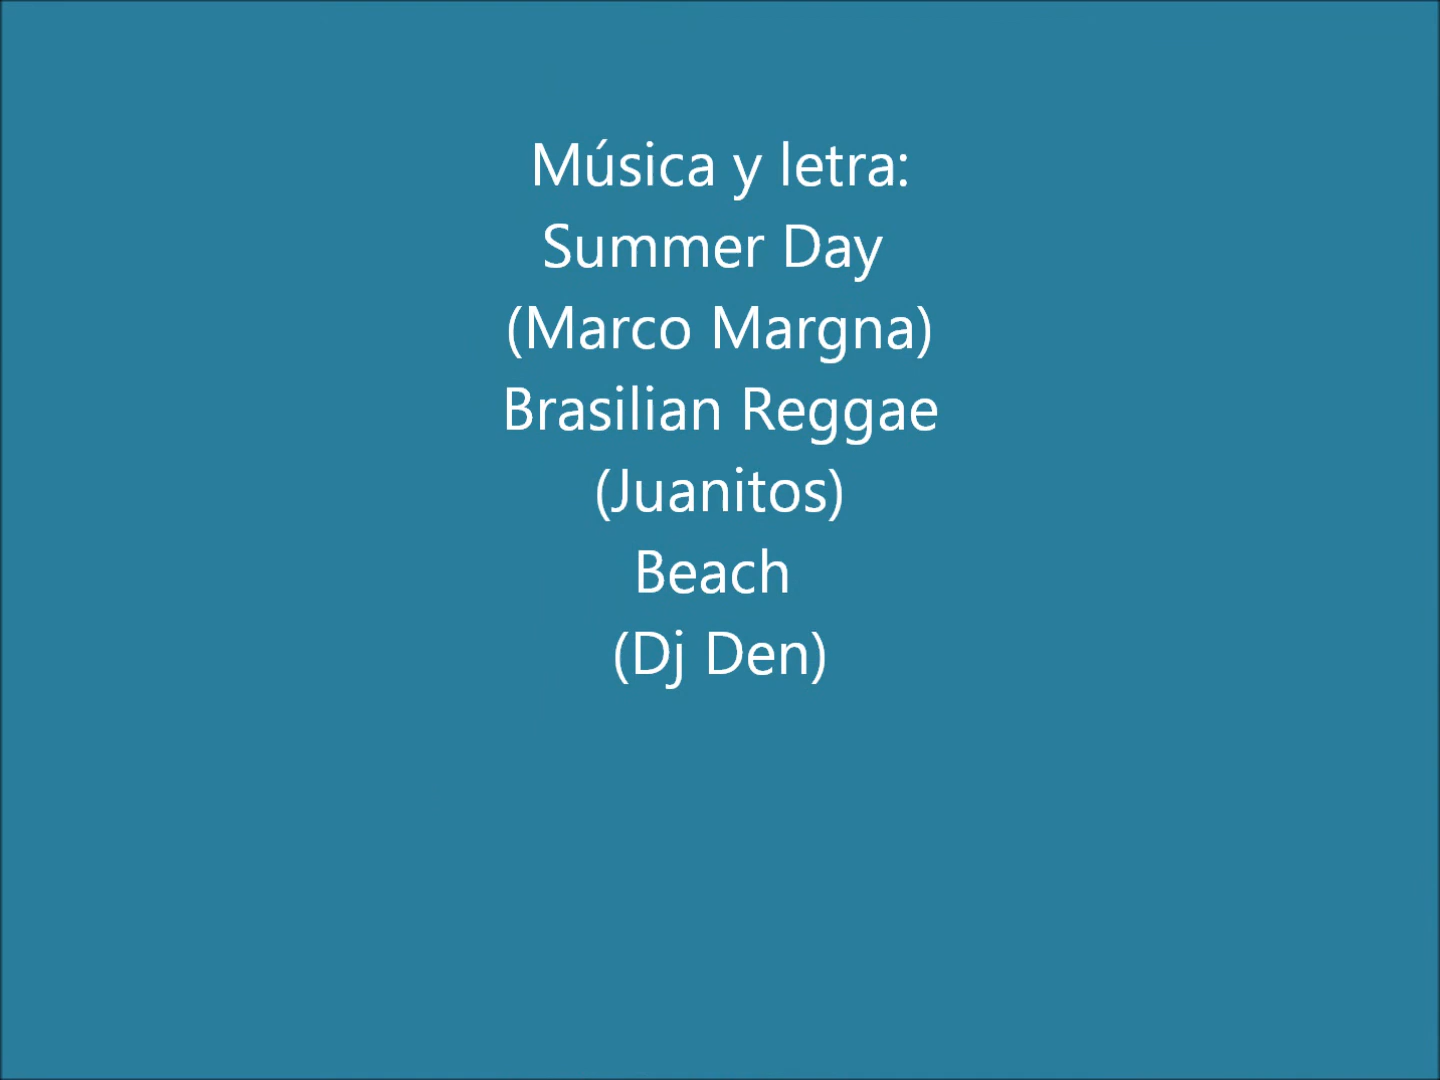 Música y letra:
Summer Day
(Marco Margna)
Brasilian Reggae
(Juanitos)
Beach
(Dj Den)